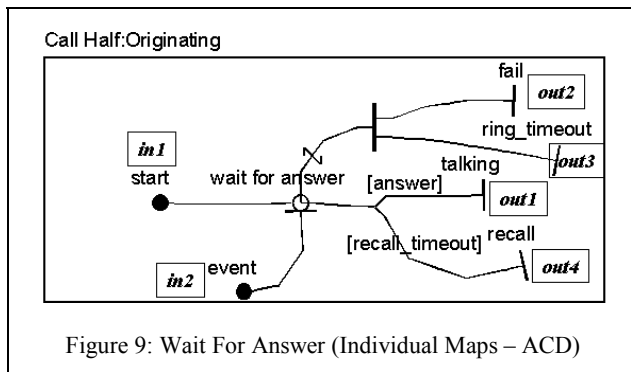 Call Half:Originating
fail
out2
ring_timeout
in1
out3
start
wait for answer
talking
[answer]
out1
[recall_timeout]
recall
event
in2
out4
Figure 9: Wait For Answer (Individual Maps – ACD)